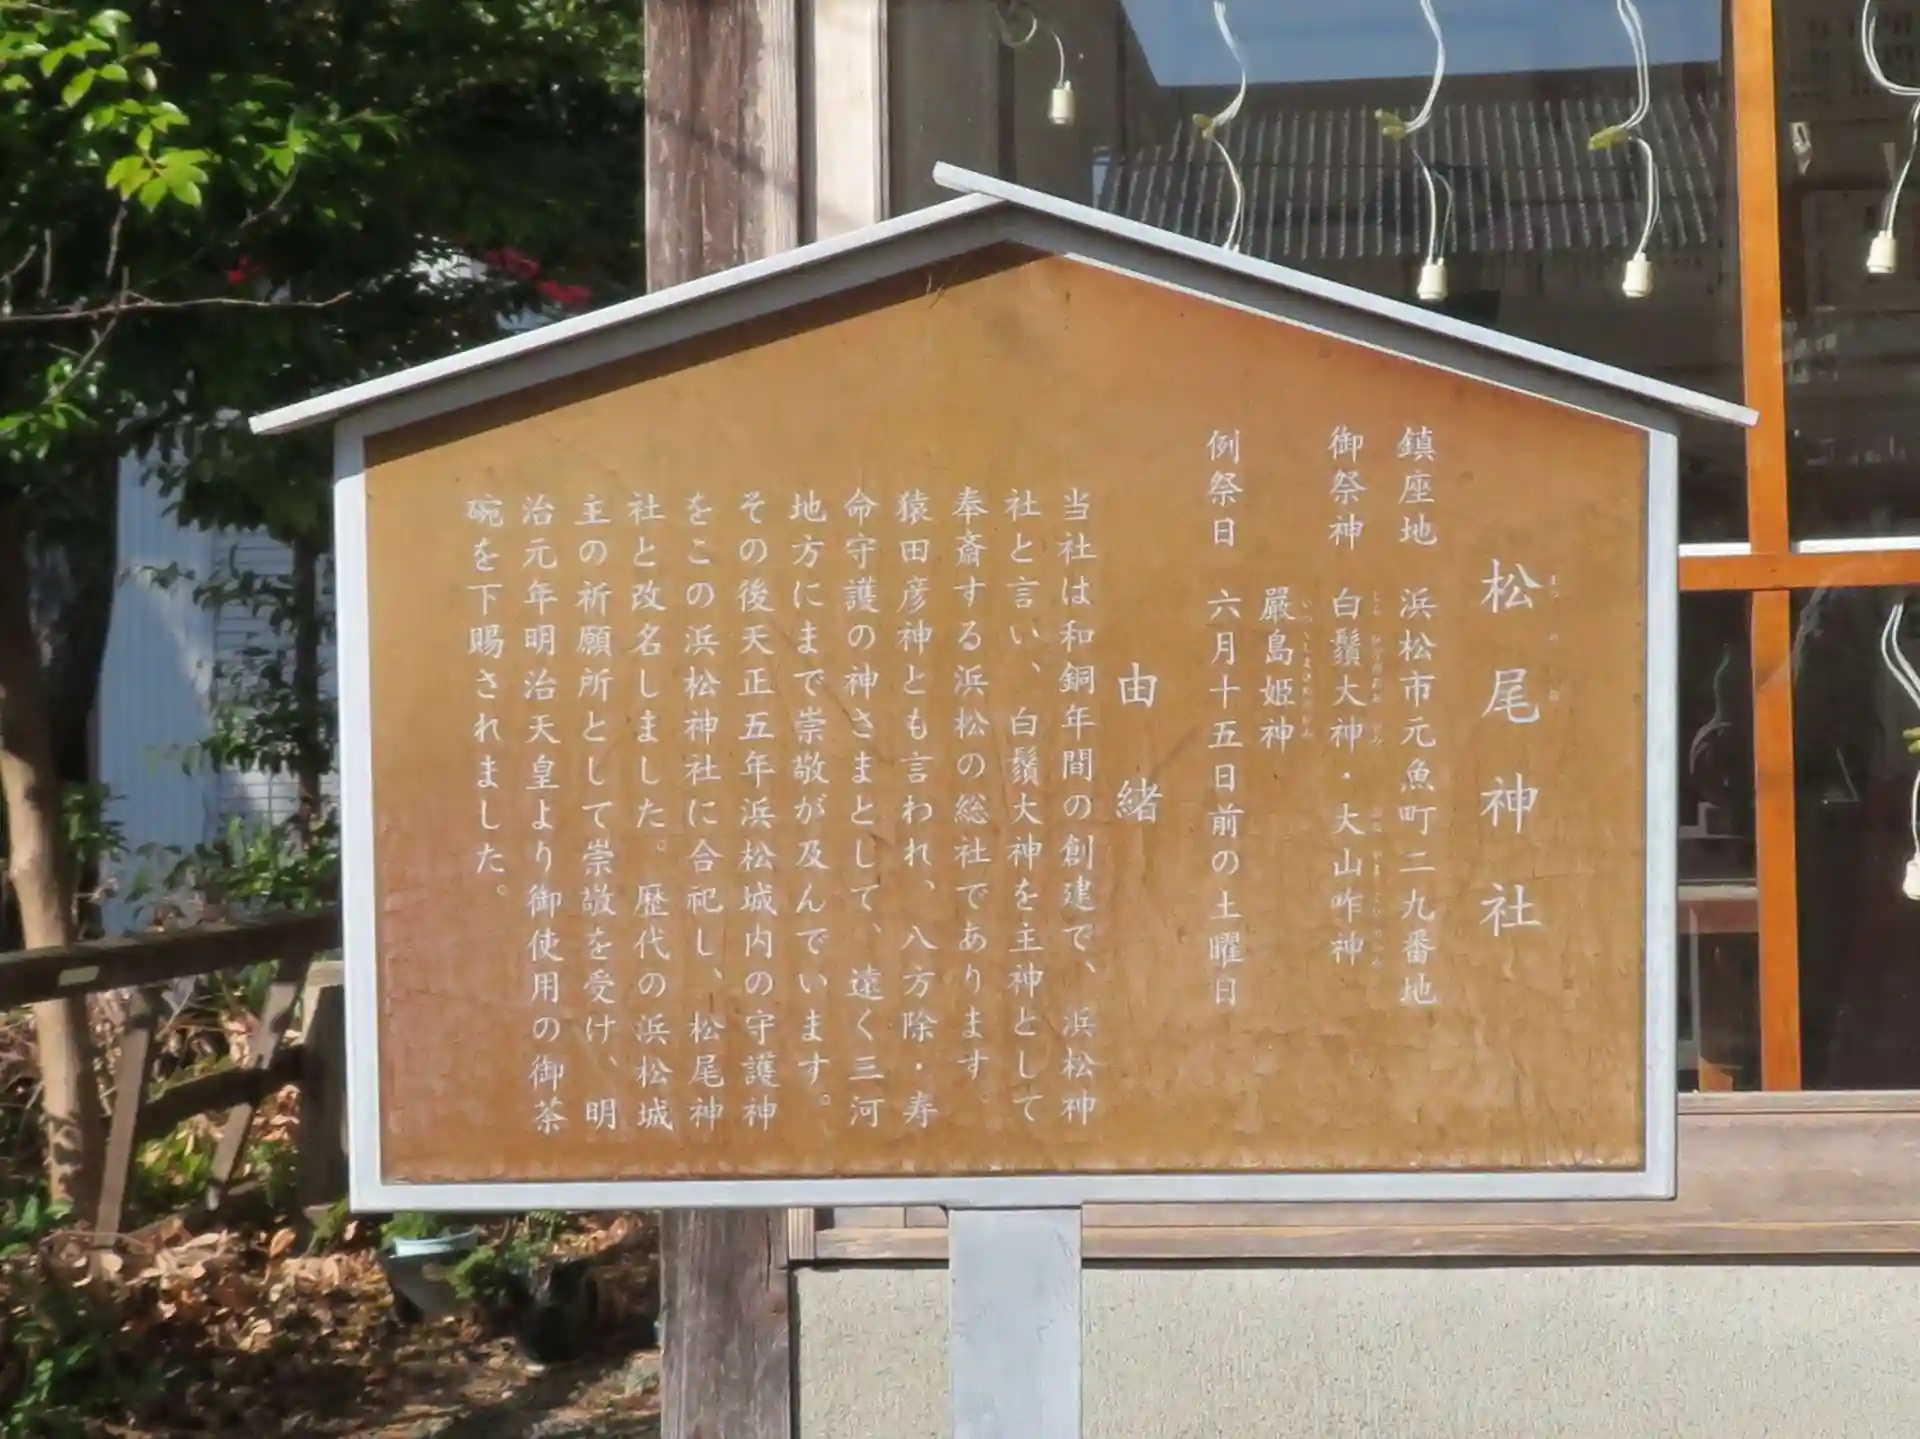 松尾神社
鎮座地 浜松市元魚町二九番地
御祭神 白鬚大神・大山咋神
嚴島姫神
例祭日 六月十五日前の土曜日
由緒
当社は和銅年間の創建で、浜松神
社と言い、白鬚大神を主神として
奉斎する浜松の総社であります。
猿田彦神とも言われ、八方除・寿
命守護の神さまとして、遠く三河
地方にまで崇敬が及んでいます。
その後天正五年浜松城内の守護神
をこの浜松神社に合祀し、松尾神
社と改名しました。歴代の浜松城
主の祈願所として崇敬を受け、明
治元年明治天皇より御使用の御茶
碗を下賜されました。